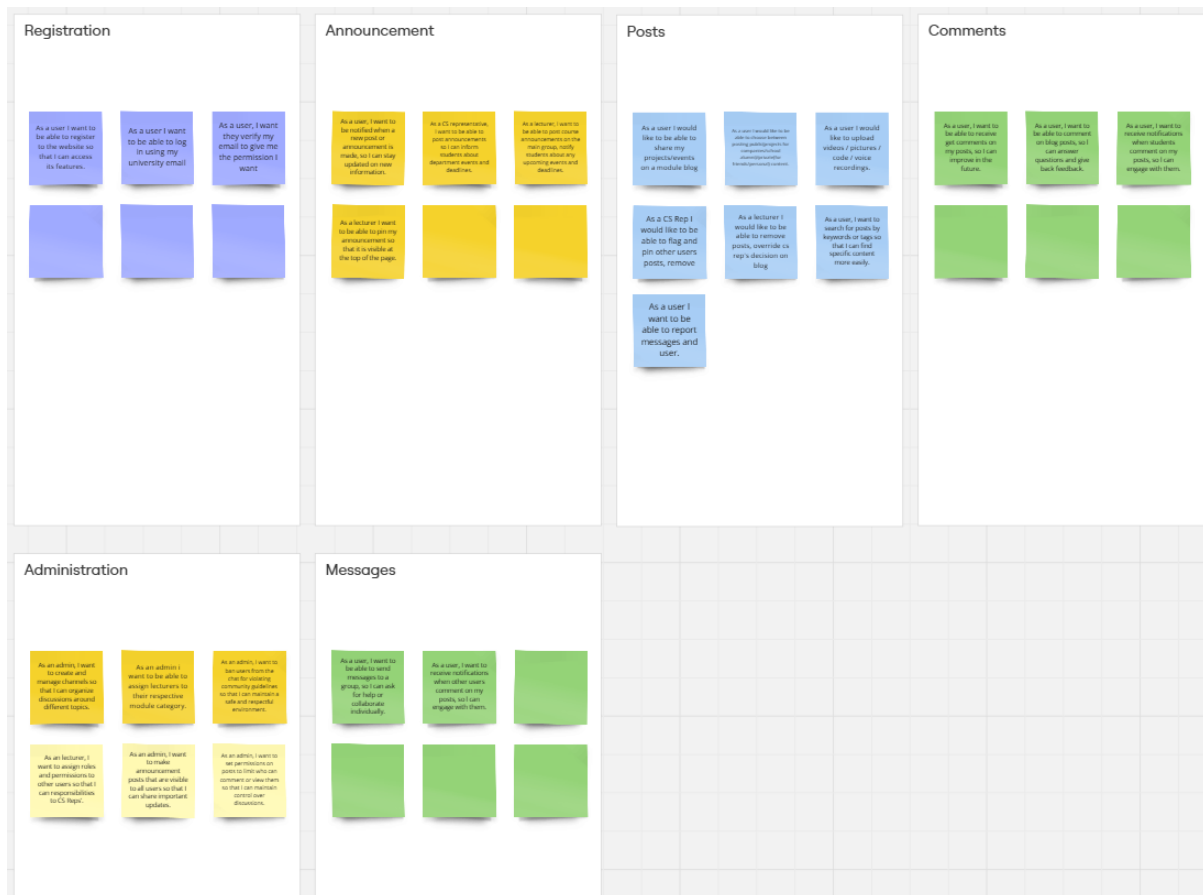 Registration
As a user I want to
be able to register
to the website so
that I can access
its features.
As a user I want
to be able to log
in using my
university email
As a user, I want
they verify my
email to give me
the permission I
want
Announcement
As a user, I want to
be notified when a
new post or
announcement is
made, so I can stay
updated on new
information.
As a CS representative,
I want to be able to
post announcements
so I can inform
students about
department events and
deadlines.
As a lecturer, I want to
be able to post course
announcements on the
main group, notify
students about any
upcoming events and
deadlines.
As a lecturer I want
to be able to pin my
announcement so
that it is visible at
the top of the page.
Posts
As a user I would
like to be able to
share my
projects/events
on a module blog
As a user I would like to be
able to choose between
As a user I would
like to upload
videos / pictures /
code / voice
recordings.
As a CS Rep I
would like to be
able to flag and
pin other users
posts, remove
As a lecturer I
would like to be
able to remove
posts, override cs
rep's decision on
blog
As a user, I want to
search for posts by
keywords or tags so
that I can find
specific content
more easily.
As a user I
want to be
able to report
messages and
user.
Comments
As a user, I want to
be able to receive
get comments on
my posts, so I can
improve in the
future.
As a user, I want to
be able to comment
on blog posts, so I
can answer
questions and give
back feedback.
As a user, I want to
receive notifications
when students
comment on my
posts, so I can
engage with them.
Administration
As an admin, I want
to create and
manage channels so
that I can organize
discussions around
different topics.
As an admin i
want to be able to
assign lecturers to
their respective
module category.
As an admin, I want to
ban users from the
chat for violating
community guidelines
so that I can maintain a
safe and respectful
environment.
As an lecturer, I
want to assign roles
and permissions to
other users so that I
can responsibilities
to CS Reps'.
As an admin, I want
to make
announcement
posts that are visible
to all users so that I
can share important
updates.
As an admin, I want to
set permissions on
posts to limit who can
comment or view them
so that I can maintain
control over
discussions.
Messages
As a user, I want to
be able to send
messages to a
group, so I can ask
for help or
collaborate
individually.
As a user, I want to
receive notifications
when other users
comment on my
posts, so I can
engage with them.